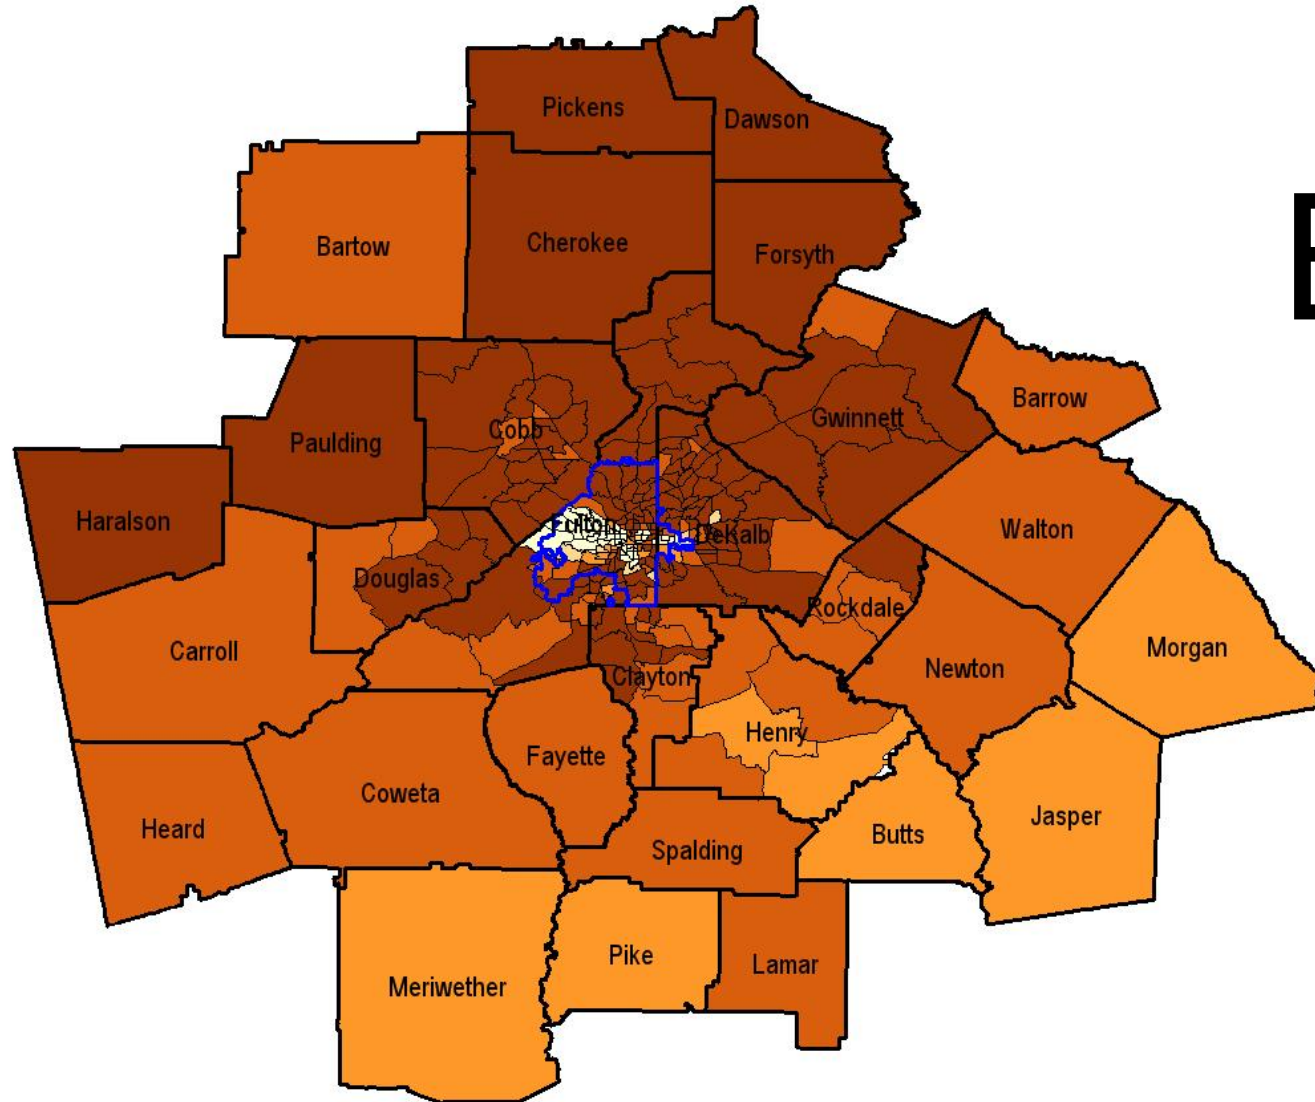 Pickens
Dawson
Bartow
Cherokee
Forsyth
Barrow
Gwinnett
Cobb
Paulding
Haralson
Fulton
DeKalb
Walton
Douglas
Rockdale
Carroll
Morgan
Clayton
Newton
Henry
Fayette
Coweta
Jasper
Heard
Butts
Spalding
Pike
Lamar
Meriwether